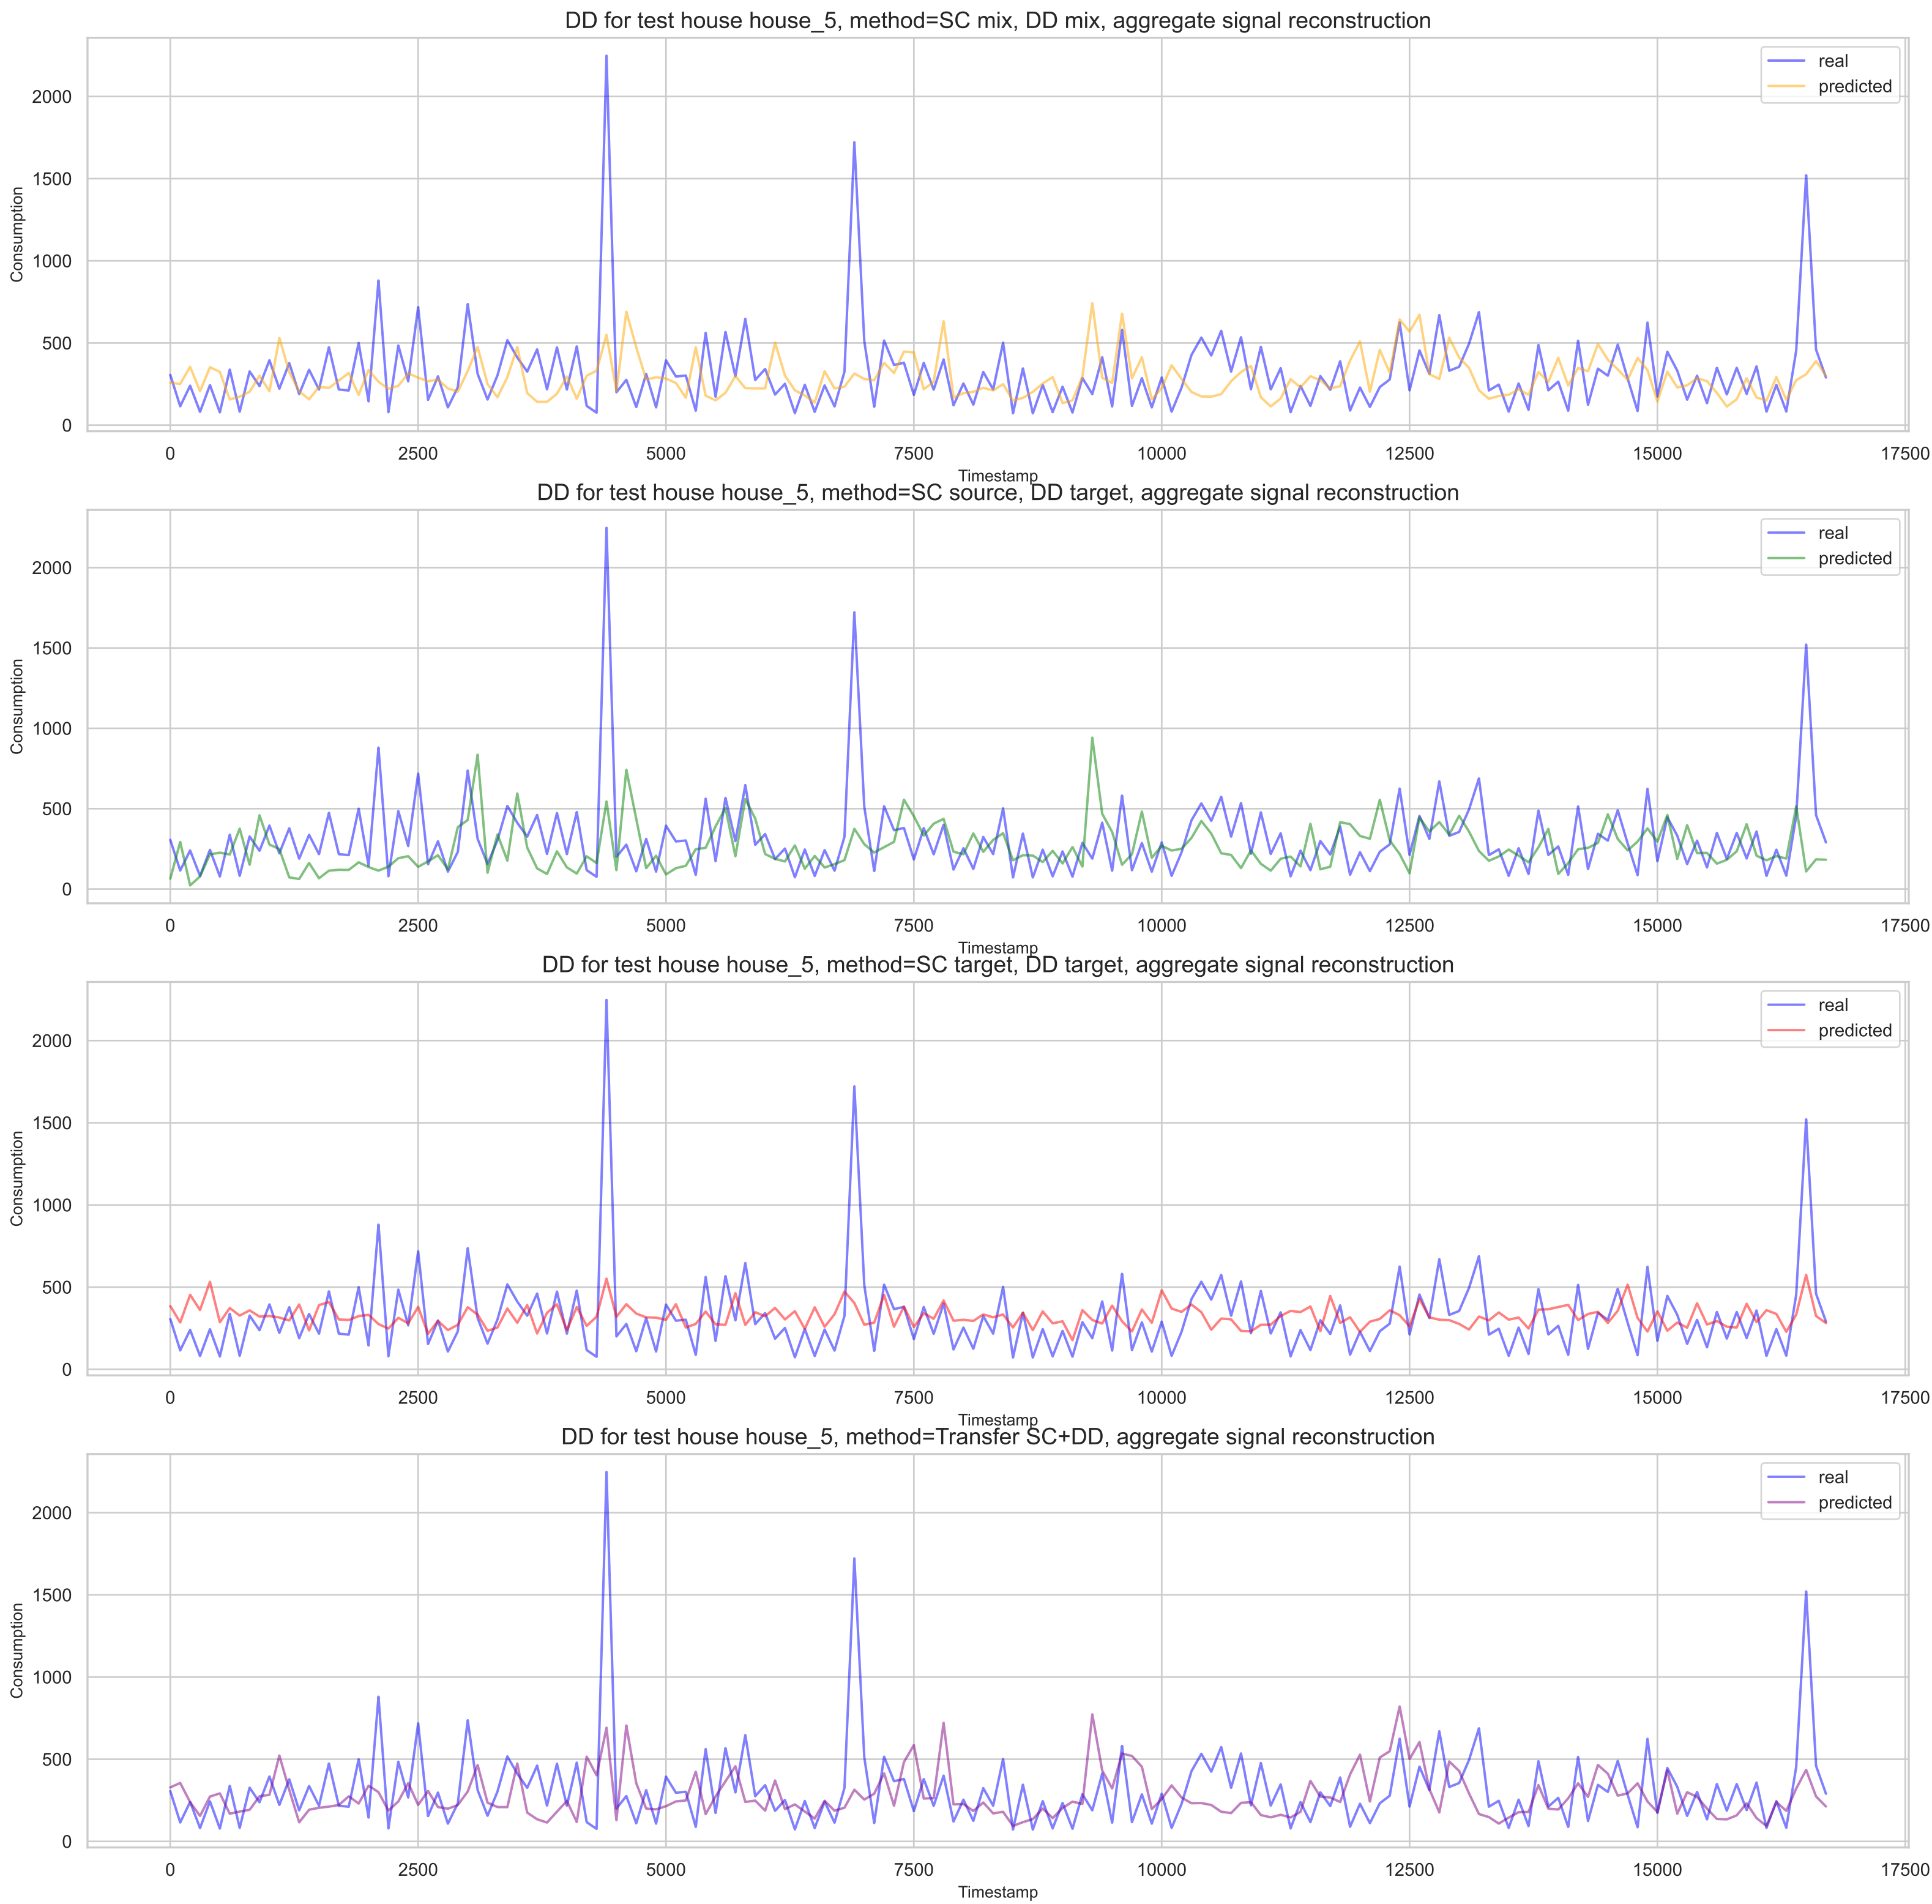 DD for test house house_5, method=SC mix, DD mix, aggregate signal reconstruction
real
predicted
2000
1500
1000
500
0
Consumption
0 2500 5000 7500 10000 12500 15000 17500
Timestamp
DD for test house house_5, method=SC source, DD target, aggregate signal reconstruction
real
predicted
2000
1500
1000
500
0
Consumption
0 2500 5000 7500 10000 12500 15000 17500
Timestamp
DD for test house house_5, method=SC target, DD target, aggregate signal reconstruction
real
predicted
2000
1500
1000
500
0
Consumption
0 2500 5000 7500 10000 12500 15000 17500
Timestamp
DD for test house house_5, method=Transfer SC+DD, aggregate signal reconstruction
real
predicted
2000
1500
1000
500
0
Consumption
0 2500 5000 7500 10000 12500 15000 17500
Timestamp